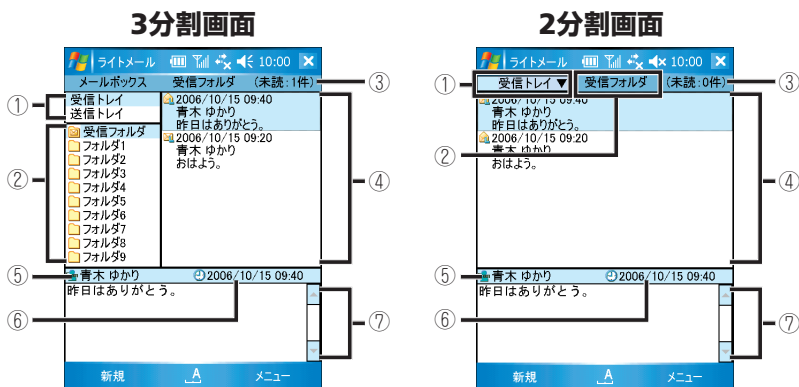 3分割画面
ライトメール 10:00
メールボックス 受信フォルダ (未読:1件)
受信トレイ
送信トレイ
受信フォルダ
フォルダ1
フォルダ2
フォルダ3
フォルダ4
フォルダ5
フォルダ6
フォルダ7
フォルダ8
フォルダ9
2006/10/15 09:40
青木 ゆかり
昨日はありがとう。
2006/10/15 09:20
青木 ゆかり
おはよう。
青木 ゆかり 2006/10/15 09:40
昨日はありがとう。
新規 A メニュー
①
②
③
④
⑤
⑥
⑦
2分割画面
ライトメール 10:00
受信トレイ▼ 受信フォルダ (未読:0件)
2006/10/15 09:40
青木 ゆかり
昨日はありがとう。
2006/10/15 09:20
青木 ゆかり
おはよう。
青木 ゆかり 2006/10/15 09:40
昨日はありがとう。
新規 A メニュー
①
②
③
④
⑤
⑥
⑦